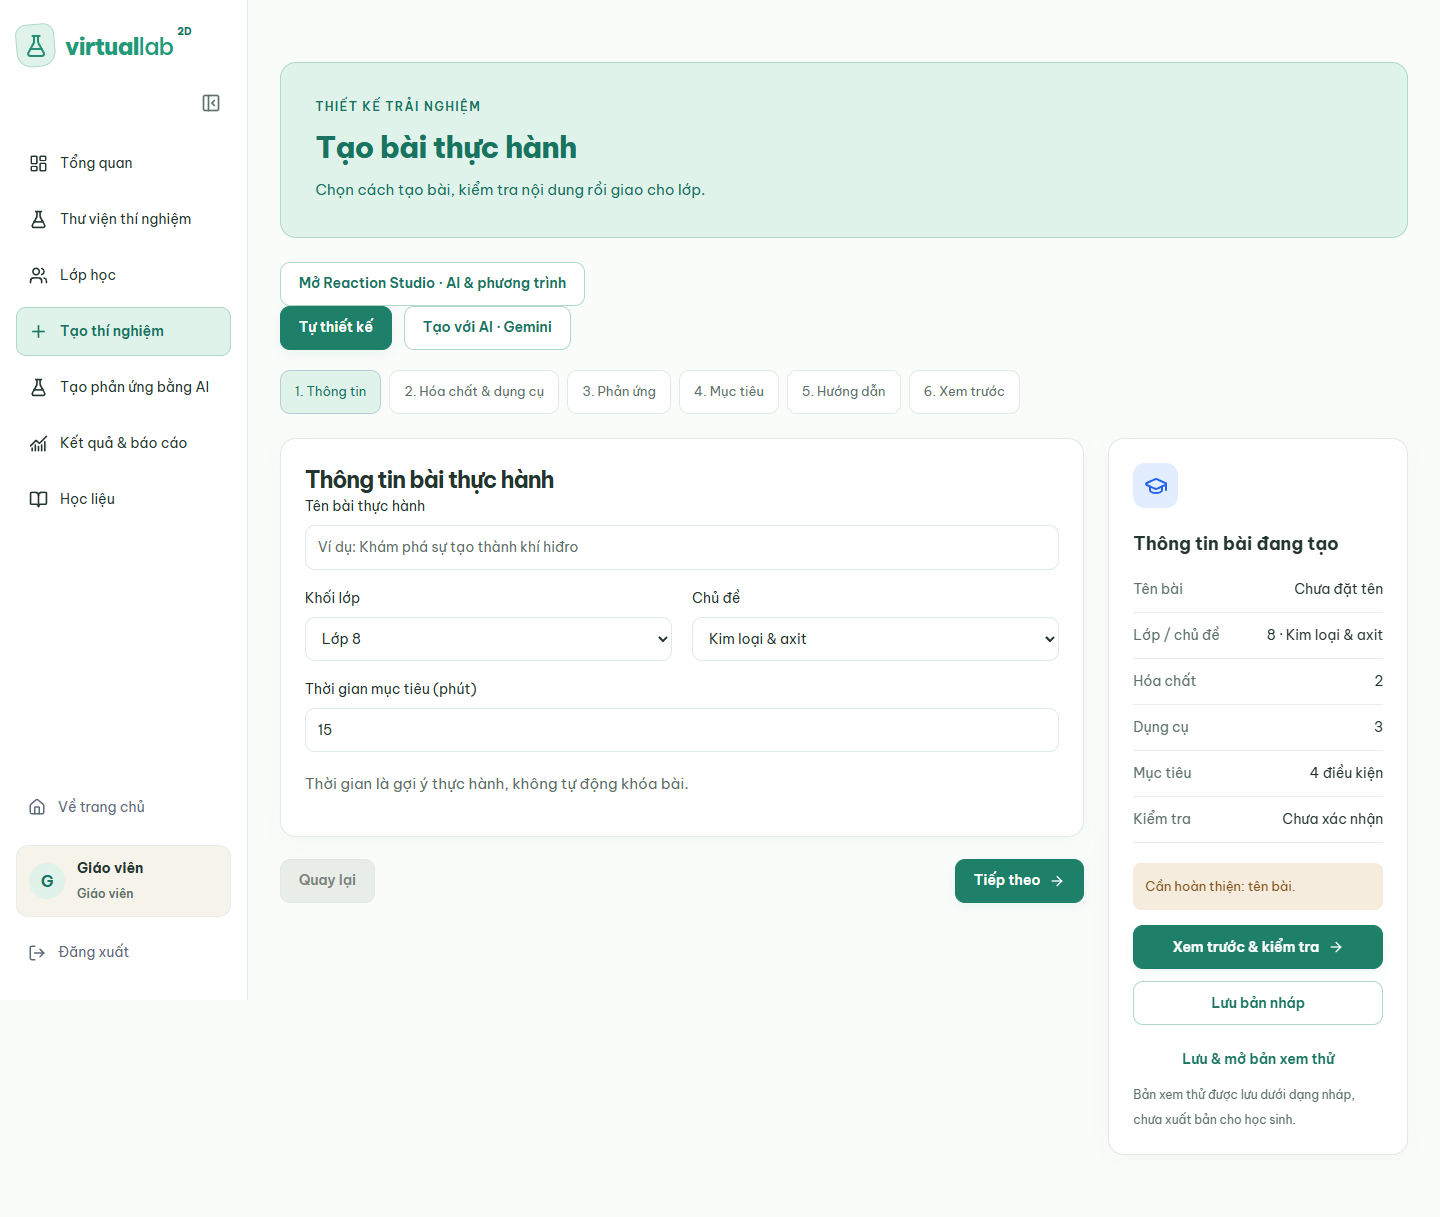 virtuallab 2D
Tổng quan
Thư viện thí nghiệm
Lớp học
Tạo thí nghiệm
Tạo phản ứng bằng AI
Kết quả & báo cáo
Học liệu
Về trang chủ
G
Giáo viên
Giáo viên
Đăng xuất
THIẾT KẾ TRẢI NGHIỆM
Tạo bài thực hành
Chọn cách tạo bài, kiểm tra nội dung rồi giao cho lớp.
Mở Reaction Studio · AI & phương trình
Tự thiết kế
Tạo với AI · Gemini
1. Thông tin
2. Hóa chất & dụng cụ
3. Phản ứng
4. Mục tiêu
5. Hướng dẫn
6. Xem trước
Thông tin bài thực hành
Tên bài thực hành
Ví dụ: Khám phá sự tạo thành khí hiđro
Khối lớp
Chủ đề
Lớp 8
Kim loại & axit
Thời gian mục tiêu (phút)
15
Thời gian là gợi ý thực hành, không tự động khóa bài.
Quay lại
Tiếp theo
Thông tin bài đang tạo
Tên bài Chưa đặt tên
Lớp / chủ đề 8 · Kim loại & axit
Hóa chất 2
Dụng cụ 3
Mục tiêu 4 điều kiện
Kiểm tra Chưa xác nhận
Cần hoàn thiện: tên bài.
Xem trước & kiểm tra
Lưu bản nháp
Lưu & mở bản xem thử
Bản xem thử được lưu dưới dạng nháp,
chưa xuất bản cho học sinh.